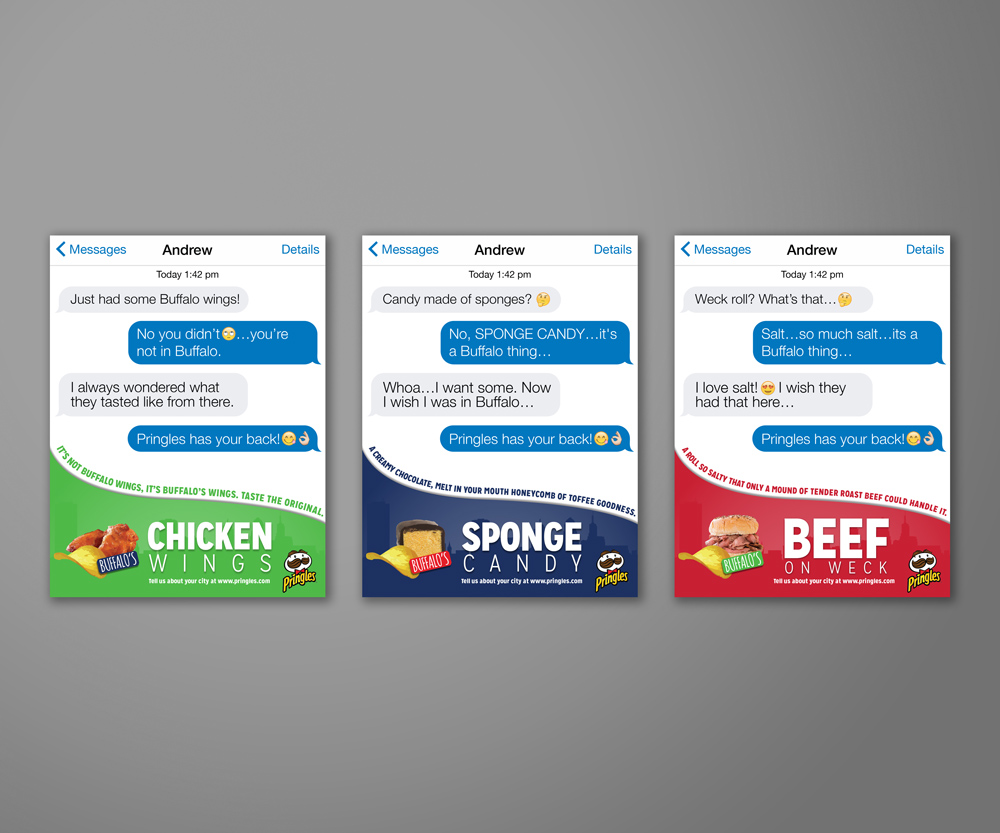 Messages Andrew Details
Today 1:42 pm
Just had some Buffalo wings!
No you didn't🙄...you're
not in Buffalo.
I always wondered what
they tasted like from there.
Pringles has your back!😋👌
IT'S NOT BUFFALO WINGS, IT'S BUFFALO'S WINGS. TASTE THE ORIGINAL.
BUFFALO'S
CHICKEN
WINGS
Tell us about your city at www.pringles.com
Pringles
Messages Andrew Details
Today 1:42 pm
Candy made of sponges? 🤔
No, SPONGE CANDY...it's
a Buffalo thing...
Whoa...I want some. Now
I wish I was in Buffalo...
Pringles has your back!😋👌
A CREAMY CHOCOLATE, MELT IN YOUR MOUTH HONEYCOMB OF TOFFEE GOODNESS.
BUFFALO'S
SPONGE
CANDY
Tell us about your city at www.pringles.com
Pringles
Messages Andrew Details
Today 1:42 pm
Weck roll? What's that...🤔
Salt...so much salt...its a
Buffalo thing...
I love salt! 😍 I wish they
had that here...
Pringles has your back!😋👌
A ROLL SO SALTY THAT ONLY A MOUND OF TENDER ROAST BEEF COULD HANDLE IT.
BUFFALO'S
BEEF
ON WECK
Tell us about your city at www.pringles.com
Pringles